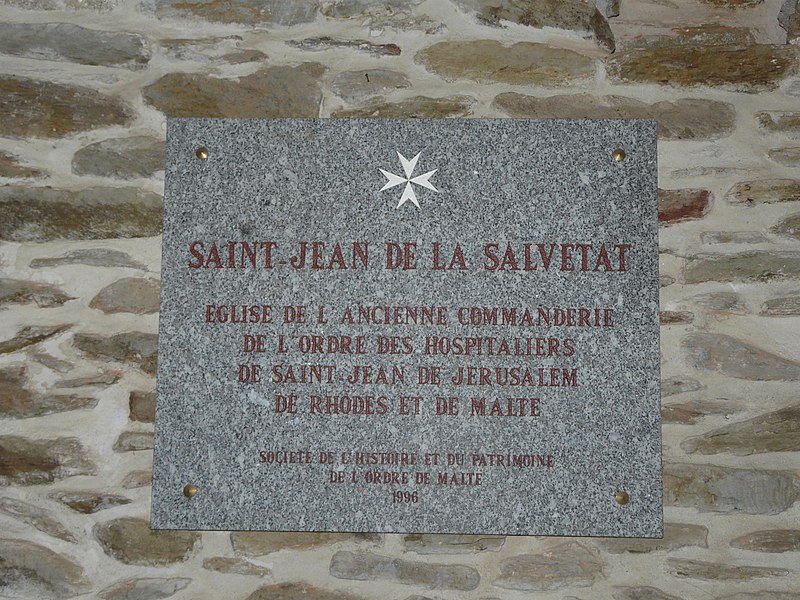 SAINT-JEAN DE LA SALVETAT
EGLISE DE L'ANCIENNE COMMANDERIE
DE L'ORDRE DES HOSPITALIERS
DE SAINT-JEAN DE JERUSALEM
DE RHODES ET DE MALTE
SOCIETE DE L'HISTOIRE ET DU PATRIMOINE
DE L'ORDRE DE MALTE
1996